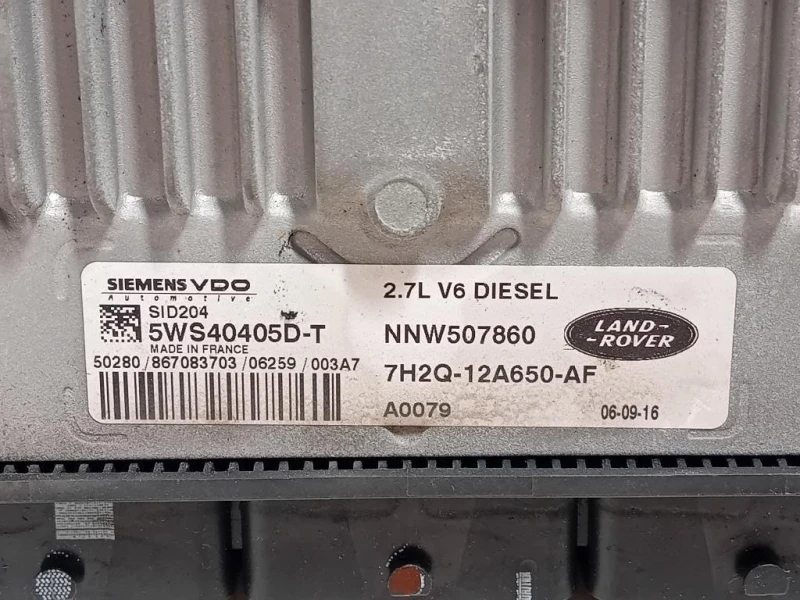 SIEMENS VDO
Automotive
SID204
5WS40405D-T
MADE IN FRANCE
50280/867083703/06259/003A7
2.7L V6 DIESEL
NNW507860
7H2Q-12A650-AF
A0079
LAND-
-ROVER
06-09-16